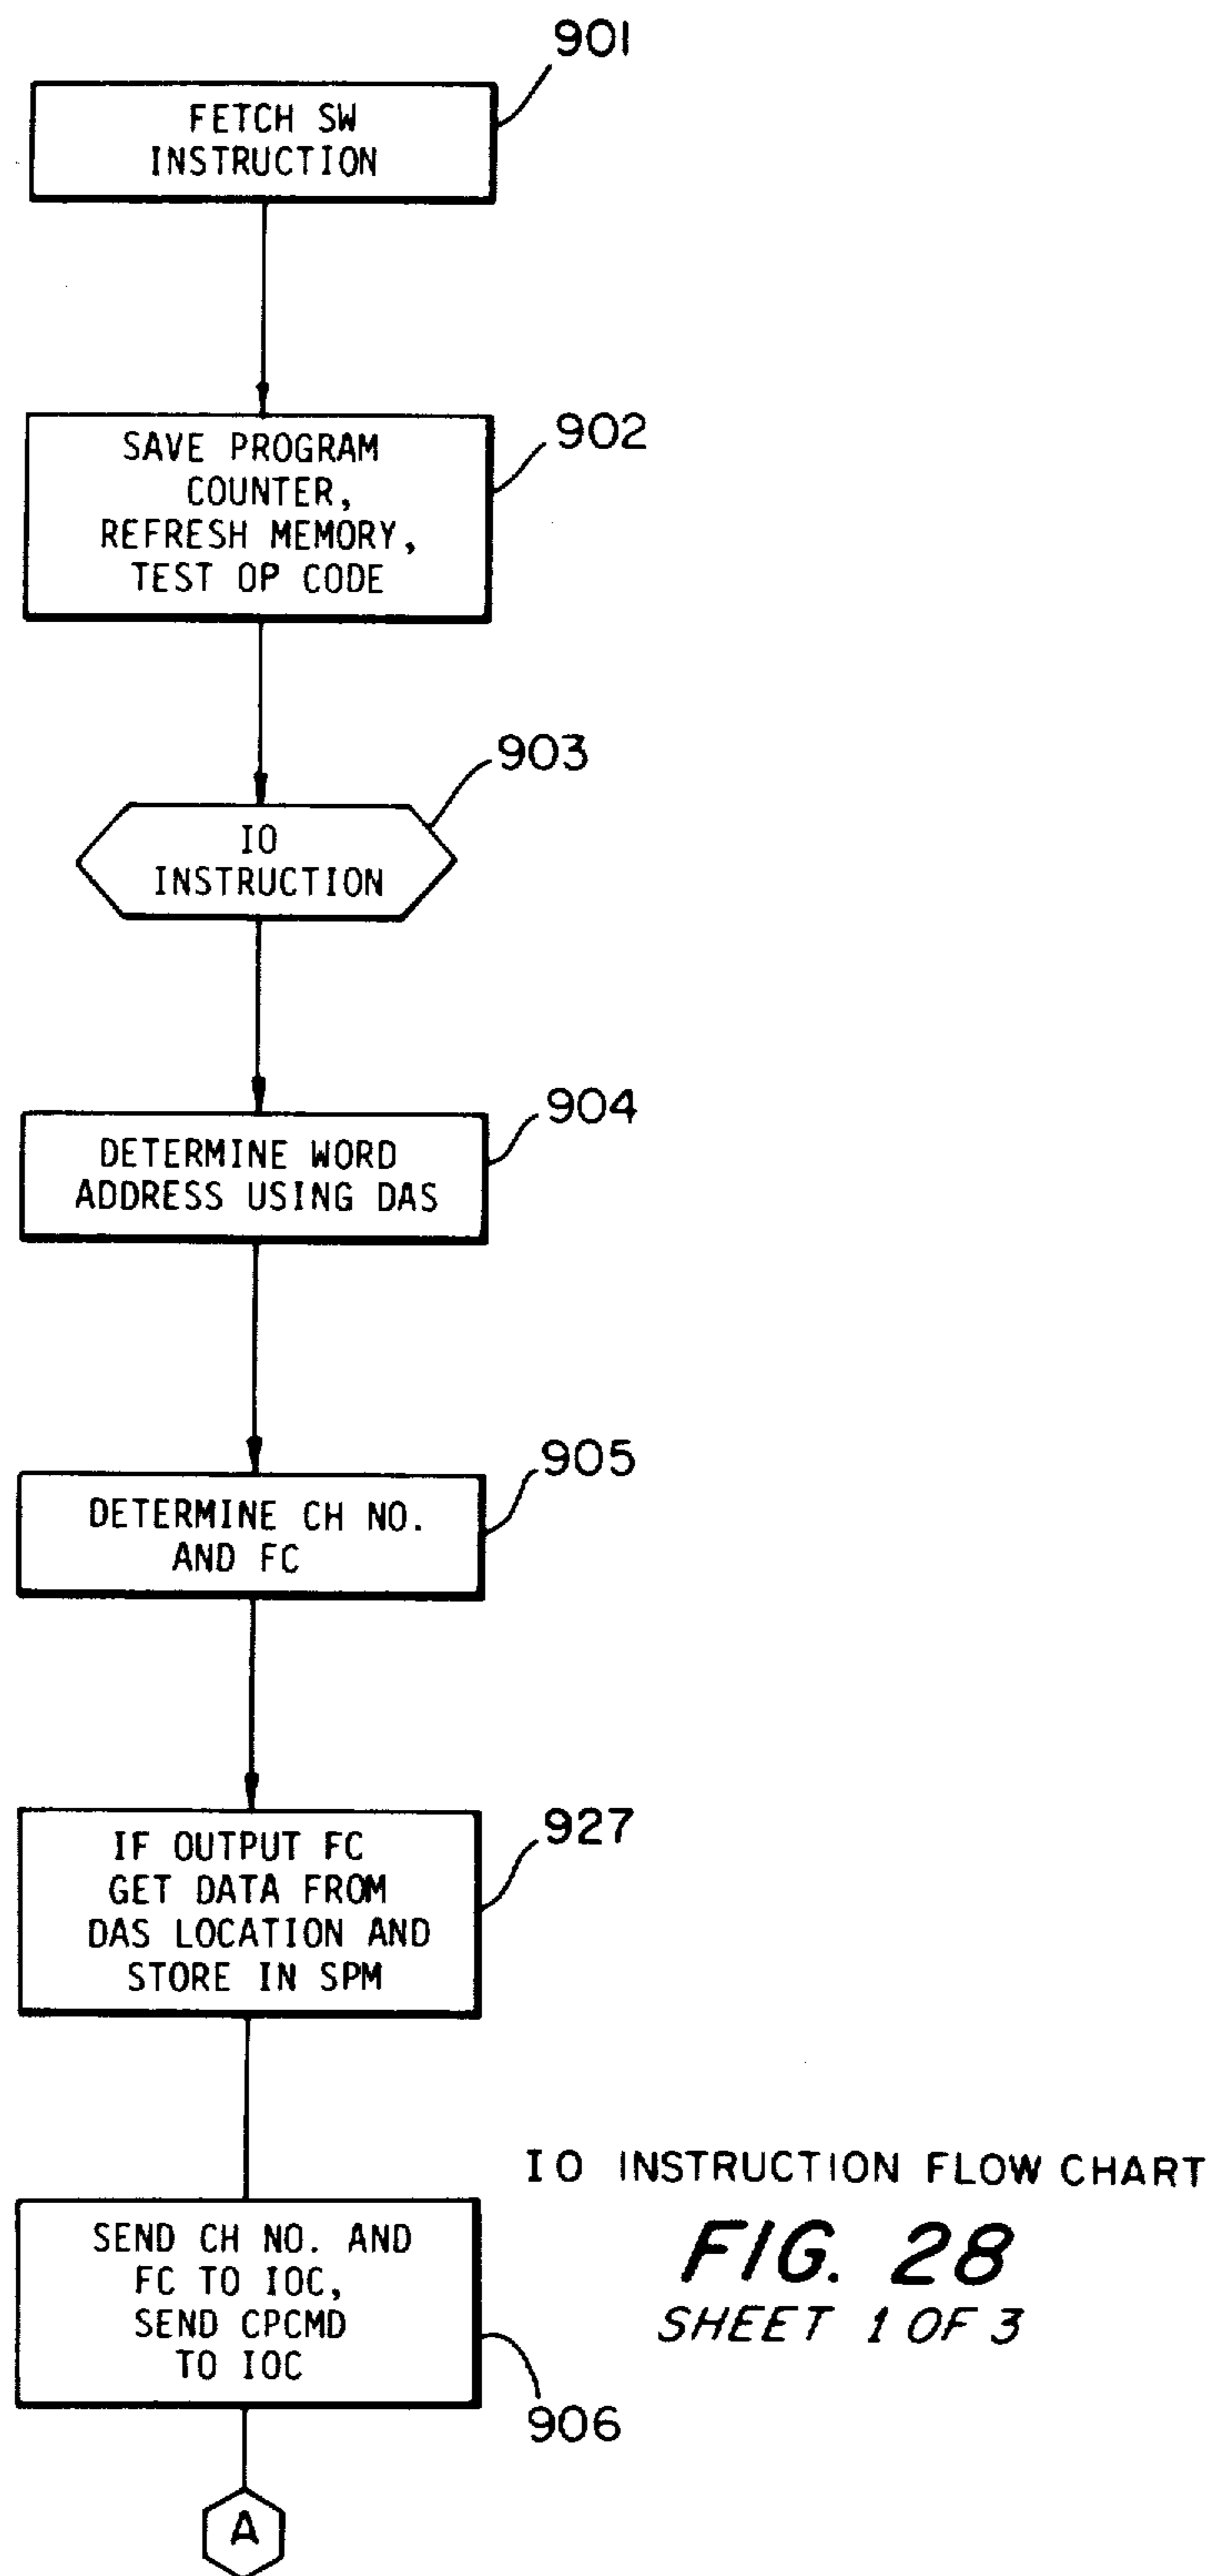 901
FETCH SW
INSTRUCTION
902
SAVE PROGRAM
COUNTER,
REFRESH MEMORY,
TEST OP CODE
903
IO
INSTRUCTION
904
DETERMINE WORD
ADDRESS USING DAS
905
DETERMINE CH NO.
AND FC
927
IF OUTPUT FC
GET DATA FROM
DAS LOCATION AND
STORE IN SPM
SEND CH NO. AND
FC TO IOC,
SEND CPCMD
TO IOC
906
A
IO INSTRUCTION FLOW CHART
FIG. 28
SHEET 1 OF 3